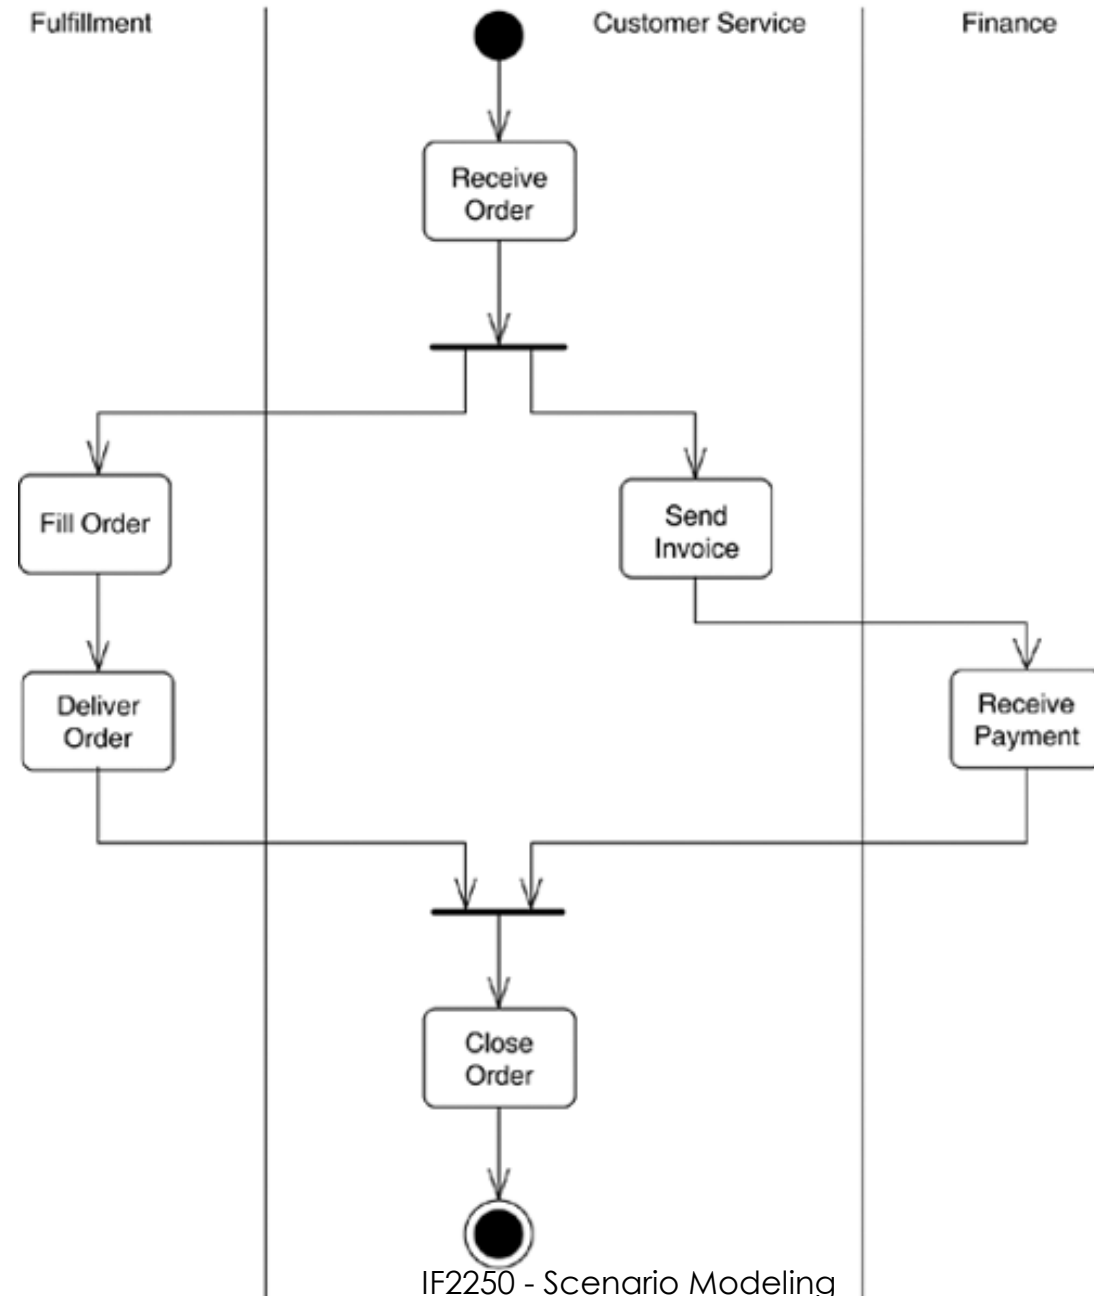 Fulfillment
Customer Service
Finance
Receive
Order
Fill Order
Send
Invoice
Deliver
Order
Receive
Payment
Close
Order
IF2250 - Scenario Modeling